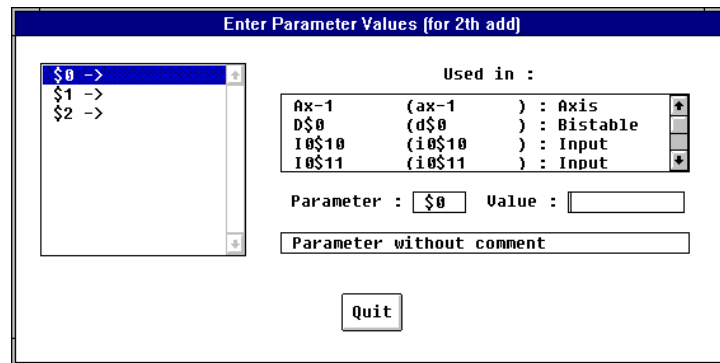 Enter Parameter Values (for 2th add)
$0 ->
$1 ->
$2 ->
Used in :
Ax-1 (ax-1 ) : Axis
D$0 (d$0 ) : Bistable
I0$10 (i0$10 ) : Input
I0$11 (i0$11 ) : Input
Parameter : $0 Value :
Parameter without comment
Quit